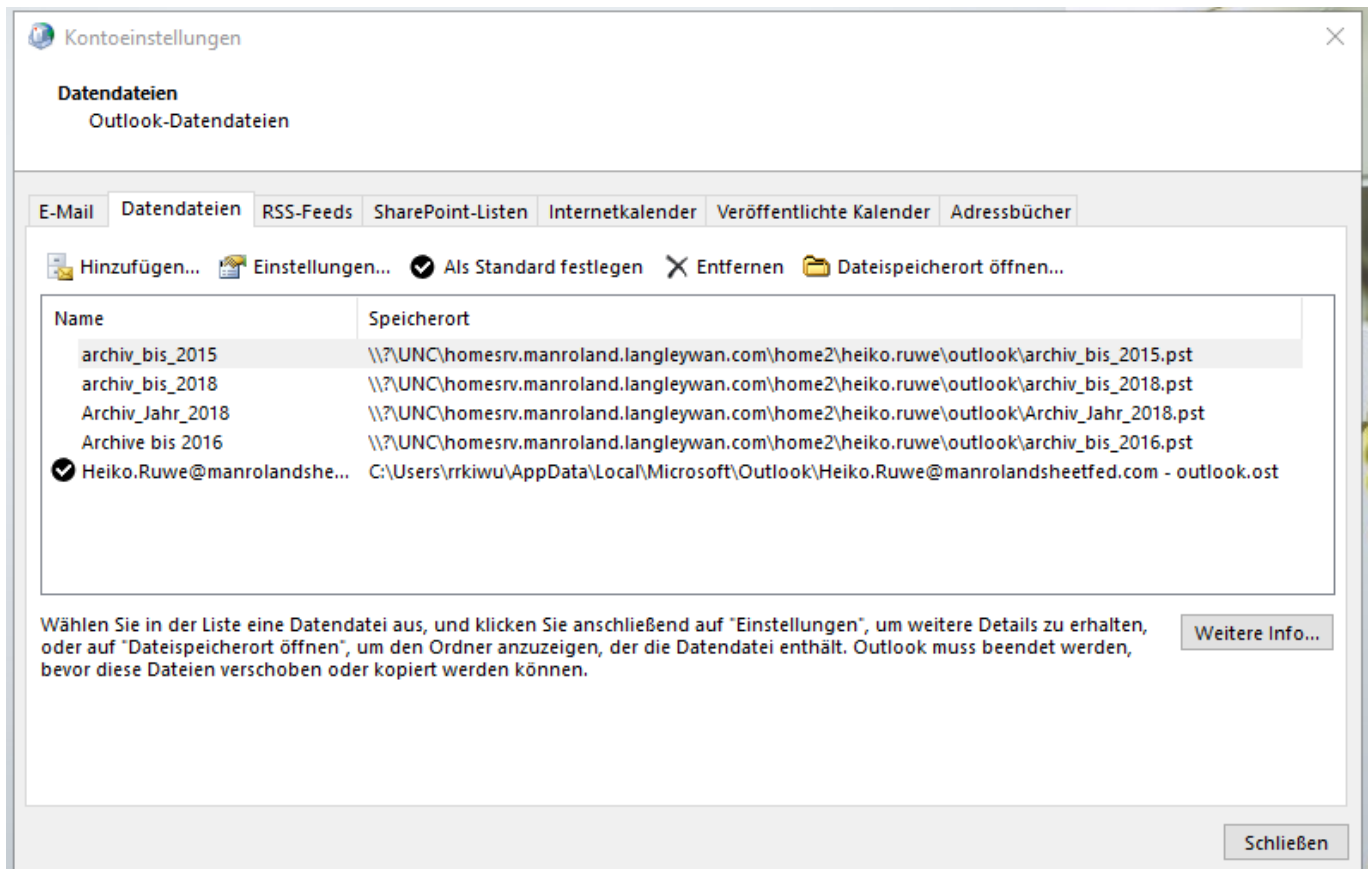 Kontoeinstellungen
Datendateien
Outlook-Datendateien
E-Mail Datendateien RSS-Feeds SharePoint-Listen Internetkalender Veröffentlichte Kalender Adressbücher
Hinzufügen... Einstellungen... Als Standard festlegen Entfernen Dateispeicherort öffnen...
Name Speicherort
archiv_bis_2015 \\?\UNC\homesrv.manroland.langleywan.com\home2\heiko.ruwe\outlook\archiv_bis_2015.pst
archiv_bis_2018 \\?\UNC\homesrv.manroland.langleywan.com\home2\heiko.ruwe\outlook\archiv_bis_2018.pst
Archiv_Jahr_2018 \\?\UNC\homesrv.manroland.langleywan.com\home2\heiko.ruwe\outlook\Archiv_Jahr_2018.pst
Archive bis 2016 \\?\UNC\homesrv.manroland.langleywan.com\home2\heiko.ruwe\outlook\archiv_bis_2016.pst
Heiko.Ruwe@manrolandshe... C:\Users\rrkiwu\AppData\Local\Microsoft\Outlook\Heiko.Ruwe@manrolandsheetfed.com - outlook.ost
Wählen Sie in der Liste eine Datendatei aus, und klicken Sie anschließend auf "Einstellungen", um weitere Details zu erhalten,
oder auf "Dateispeicherort öffnen", um den Ordner anzuzeigen, der die Datendatei enthält. Outlook muss beendet werden,
bevor diese Dateien verschoben oder kopiert werden können.
Weitere Info...
Schließen